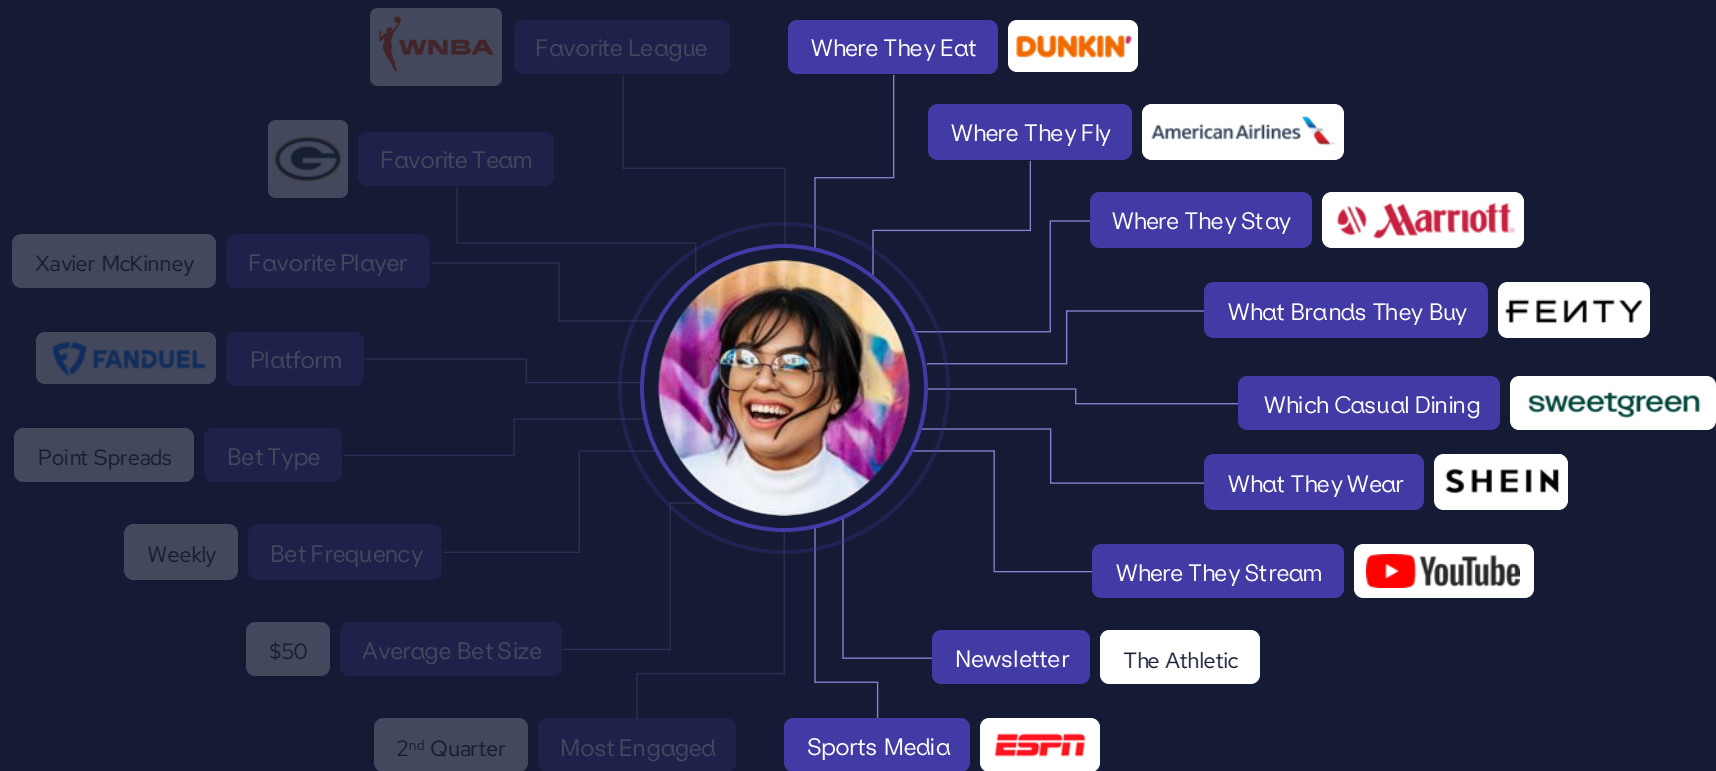 WNBA
Favorite League
Where They Eat
DUNKIN'
Where They Fly
American Airlines
G
Favorite Team
Where They Stay
Marriott
Xavier McKinney
Favorite Player
What Brands They Buy
FENTY
FANDUEL
Platform
Which Casual Dining
sweetgreen
Point Spreads
Bet Type
What They Wear
SHEIN
Weekly
Bet Frequency
Where They Stream
YouTube
$50
Average Bet Size
Newsletter
The Athletic
2nd Quarter
Most Engaged
Sports Media
ESPN